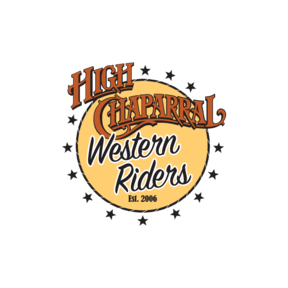 HIGH
CHAPARRAL
Western
Riders
Est. 2006